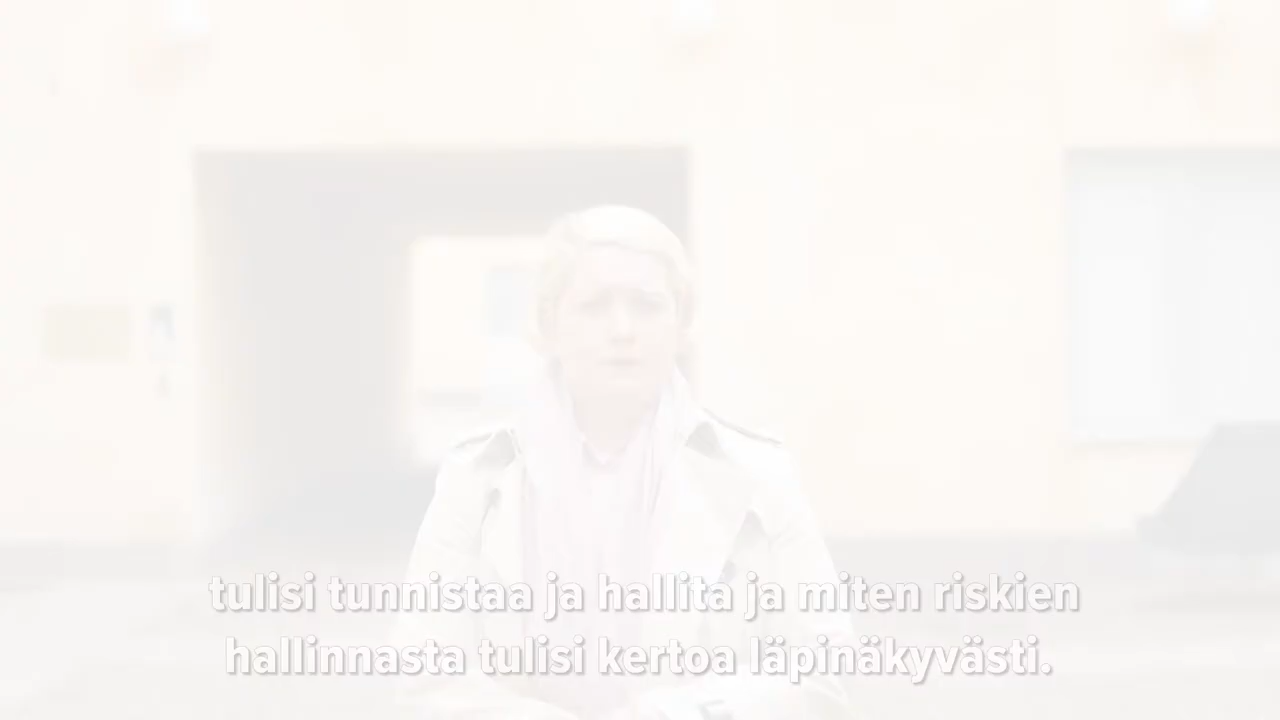 tulisi tunnistaa ja hallita ja miten riskien
hallinnasta tulisi kertoa läpinäkyvästi.